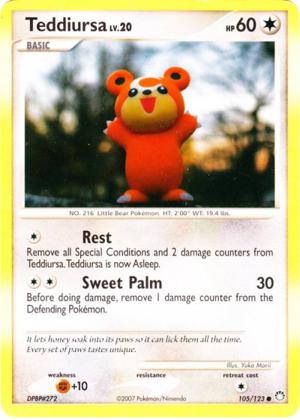 Teddiursa LV.20 HP 60
BASIC
NO. 216 Little Bear Pokémon HT: 2'00" WT: 19.4 lbs.
Rest
Remove all Special Conditions and 2 damage counters from
Teddiursa. Teddiursa is now Asleep.
Sweet Palm 30
Before doing damage, remove 1 damage counter from the
Defending Pokémon.
It lets honey soak into its paws so it can lick them all the time.
Every set of paws tastes unique.
Illus. Yuka Morii
weakness resistance retreat cost
+10
DPBP#272 ©2007 Pokémon/Nintendo 105/123